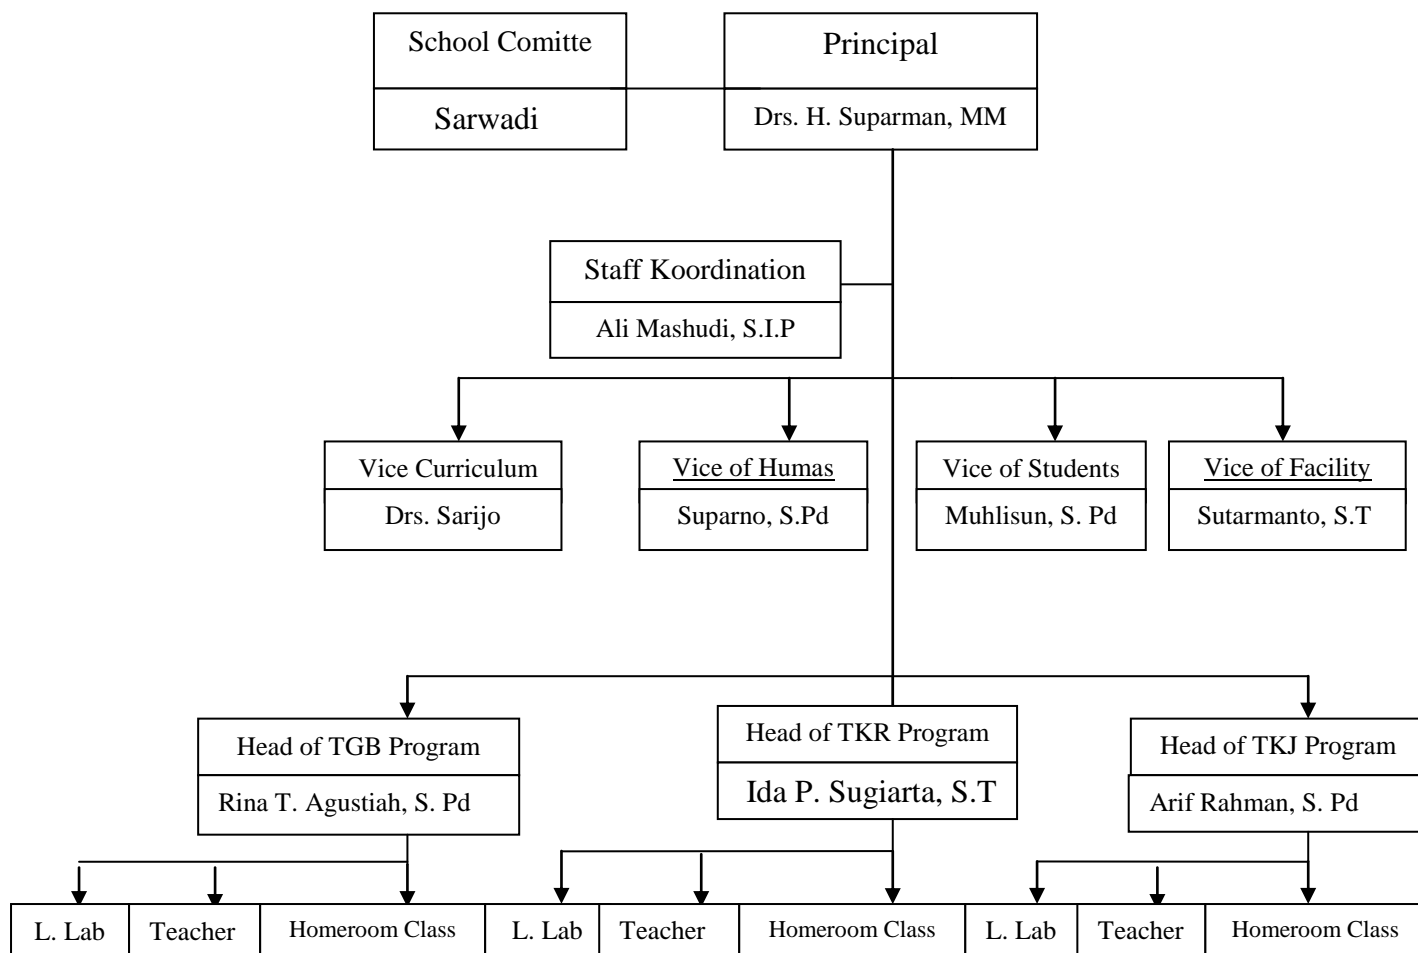 School Comitte
Principal
Sarwadi
Drs. H. Suparman, MM
Staff Koordination
Ali Mashudi, S.I.P
Vice Curriculum
Vice of Humas
Vice of Students
Vice of Facility
Drs. Sarijo
Suparno, S.Pd
Muhlisun, S. Pd
Sutarmanto, S.T
Head of TGB Program
Head of TKR Program
Head of TKJ Program
Rina T. Agustiah, S. Pd
Ida P. Sugiarta, S.T
Arif Rahman, S. Pd
L. Lab
Teacher
Homeroom Class
L. Lab
Teacher
Homeroom Class
L. Lab
Teacher
Homeroom Class